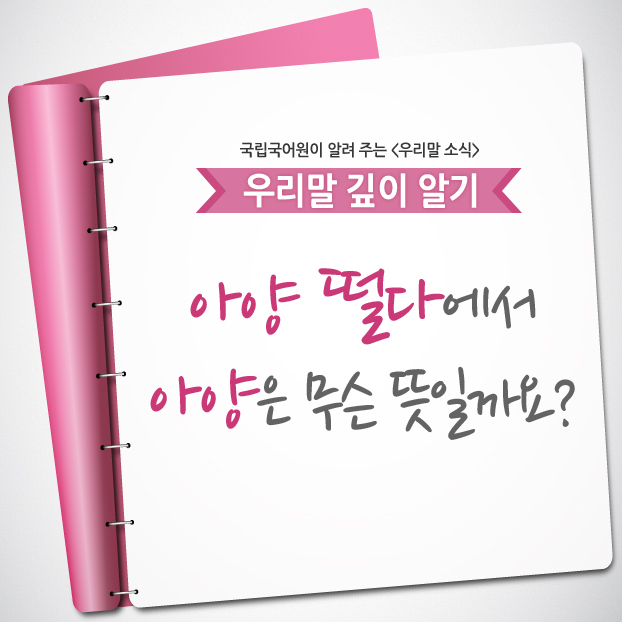 국립국어원이 알려 주는 <우리말 소식>
우리말 깊이 알기
아양 떨다에서
아양은 무슨 뜻일까요?